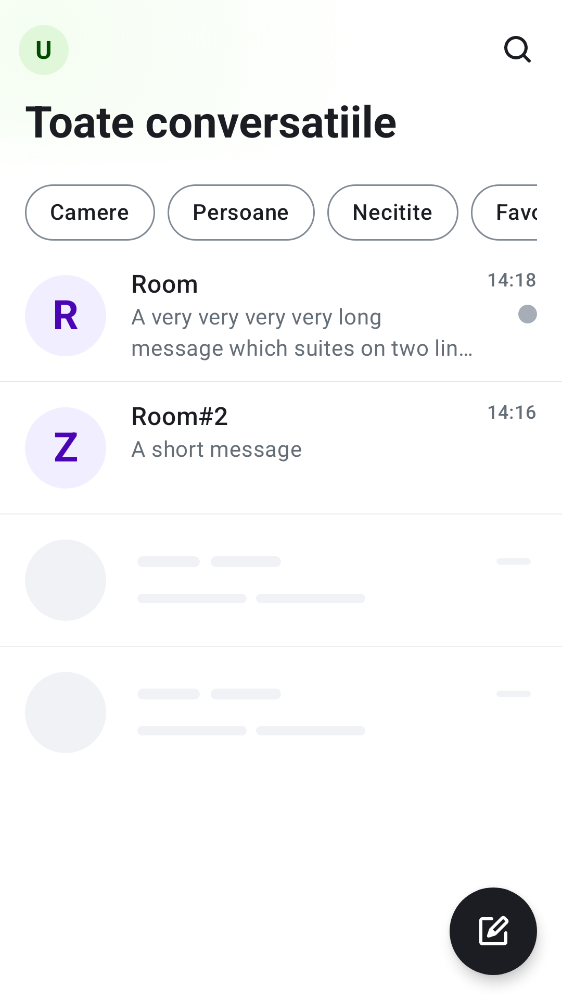 U
Toate conversatiile
Camere
Persoane
Necitite
Favo
R
Room
14:18
A very very very very long
message which suites on two lin…
Z
Room#2
14:16
A short message